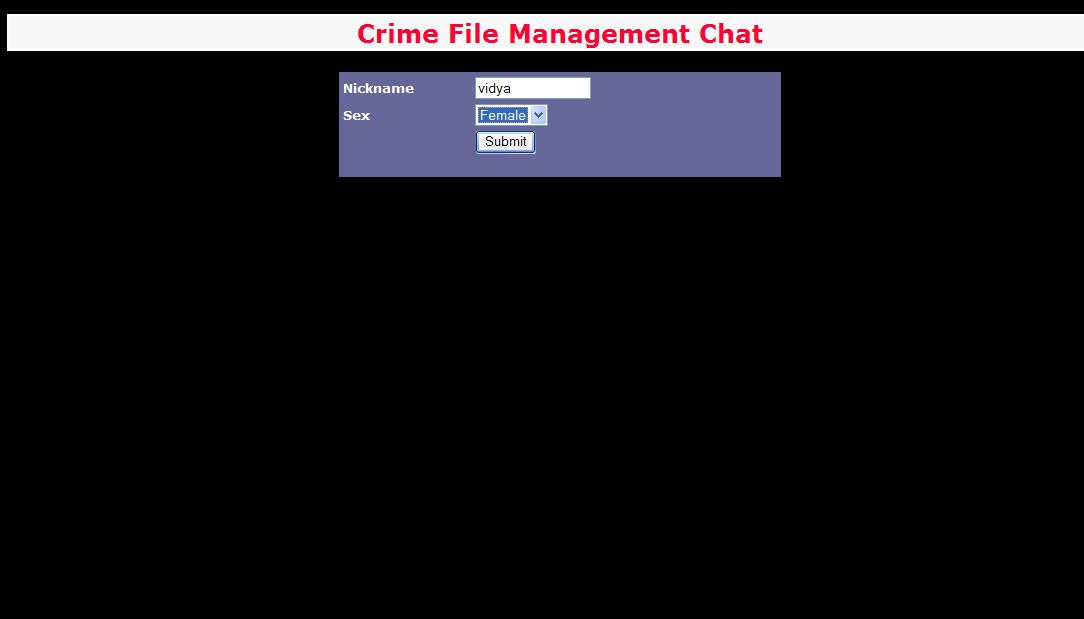 Crime File Management Chat
Nickname vidya
Sex Female
Submit